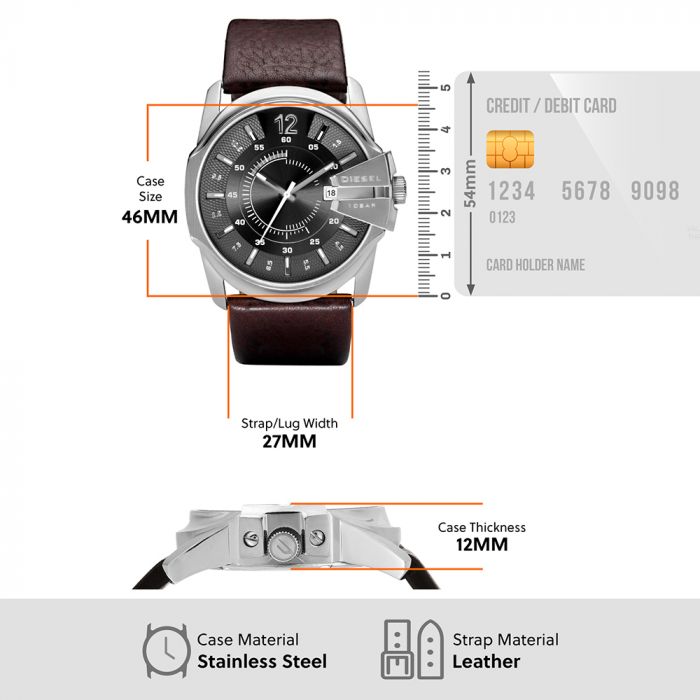 5
4
3
2
1
0
54mm
CREDIT / DEBIT CARD
1234 5678 9098
0123
CARD HOLDER NAME
Case
Size
46MM
12
60
05
55
50
45
40
35
30
25
20
10
DIESEL
18
10BAR
Strap/Lug Width
27MM
Case Thickness
12MM
Case Material
Stainless Steel
Strap Material
Leather